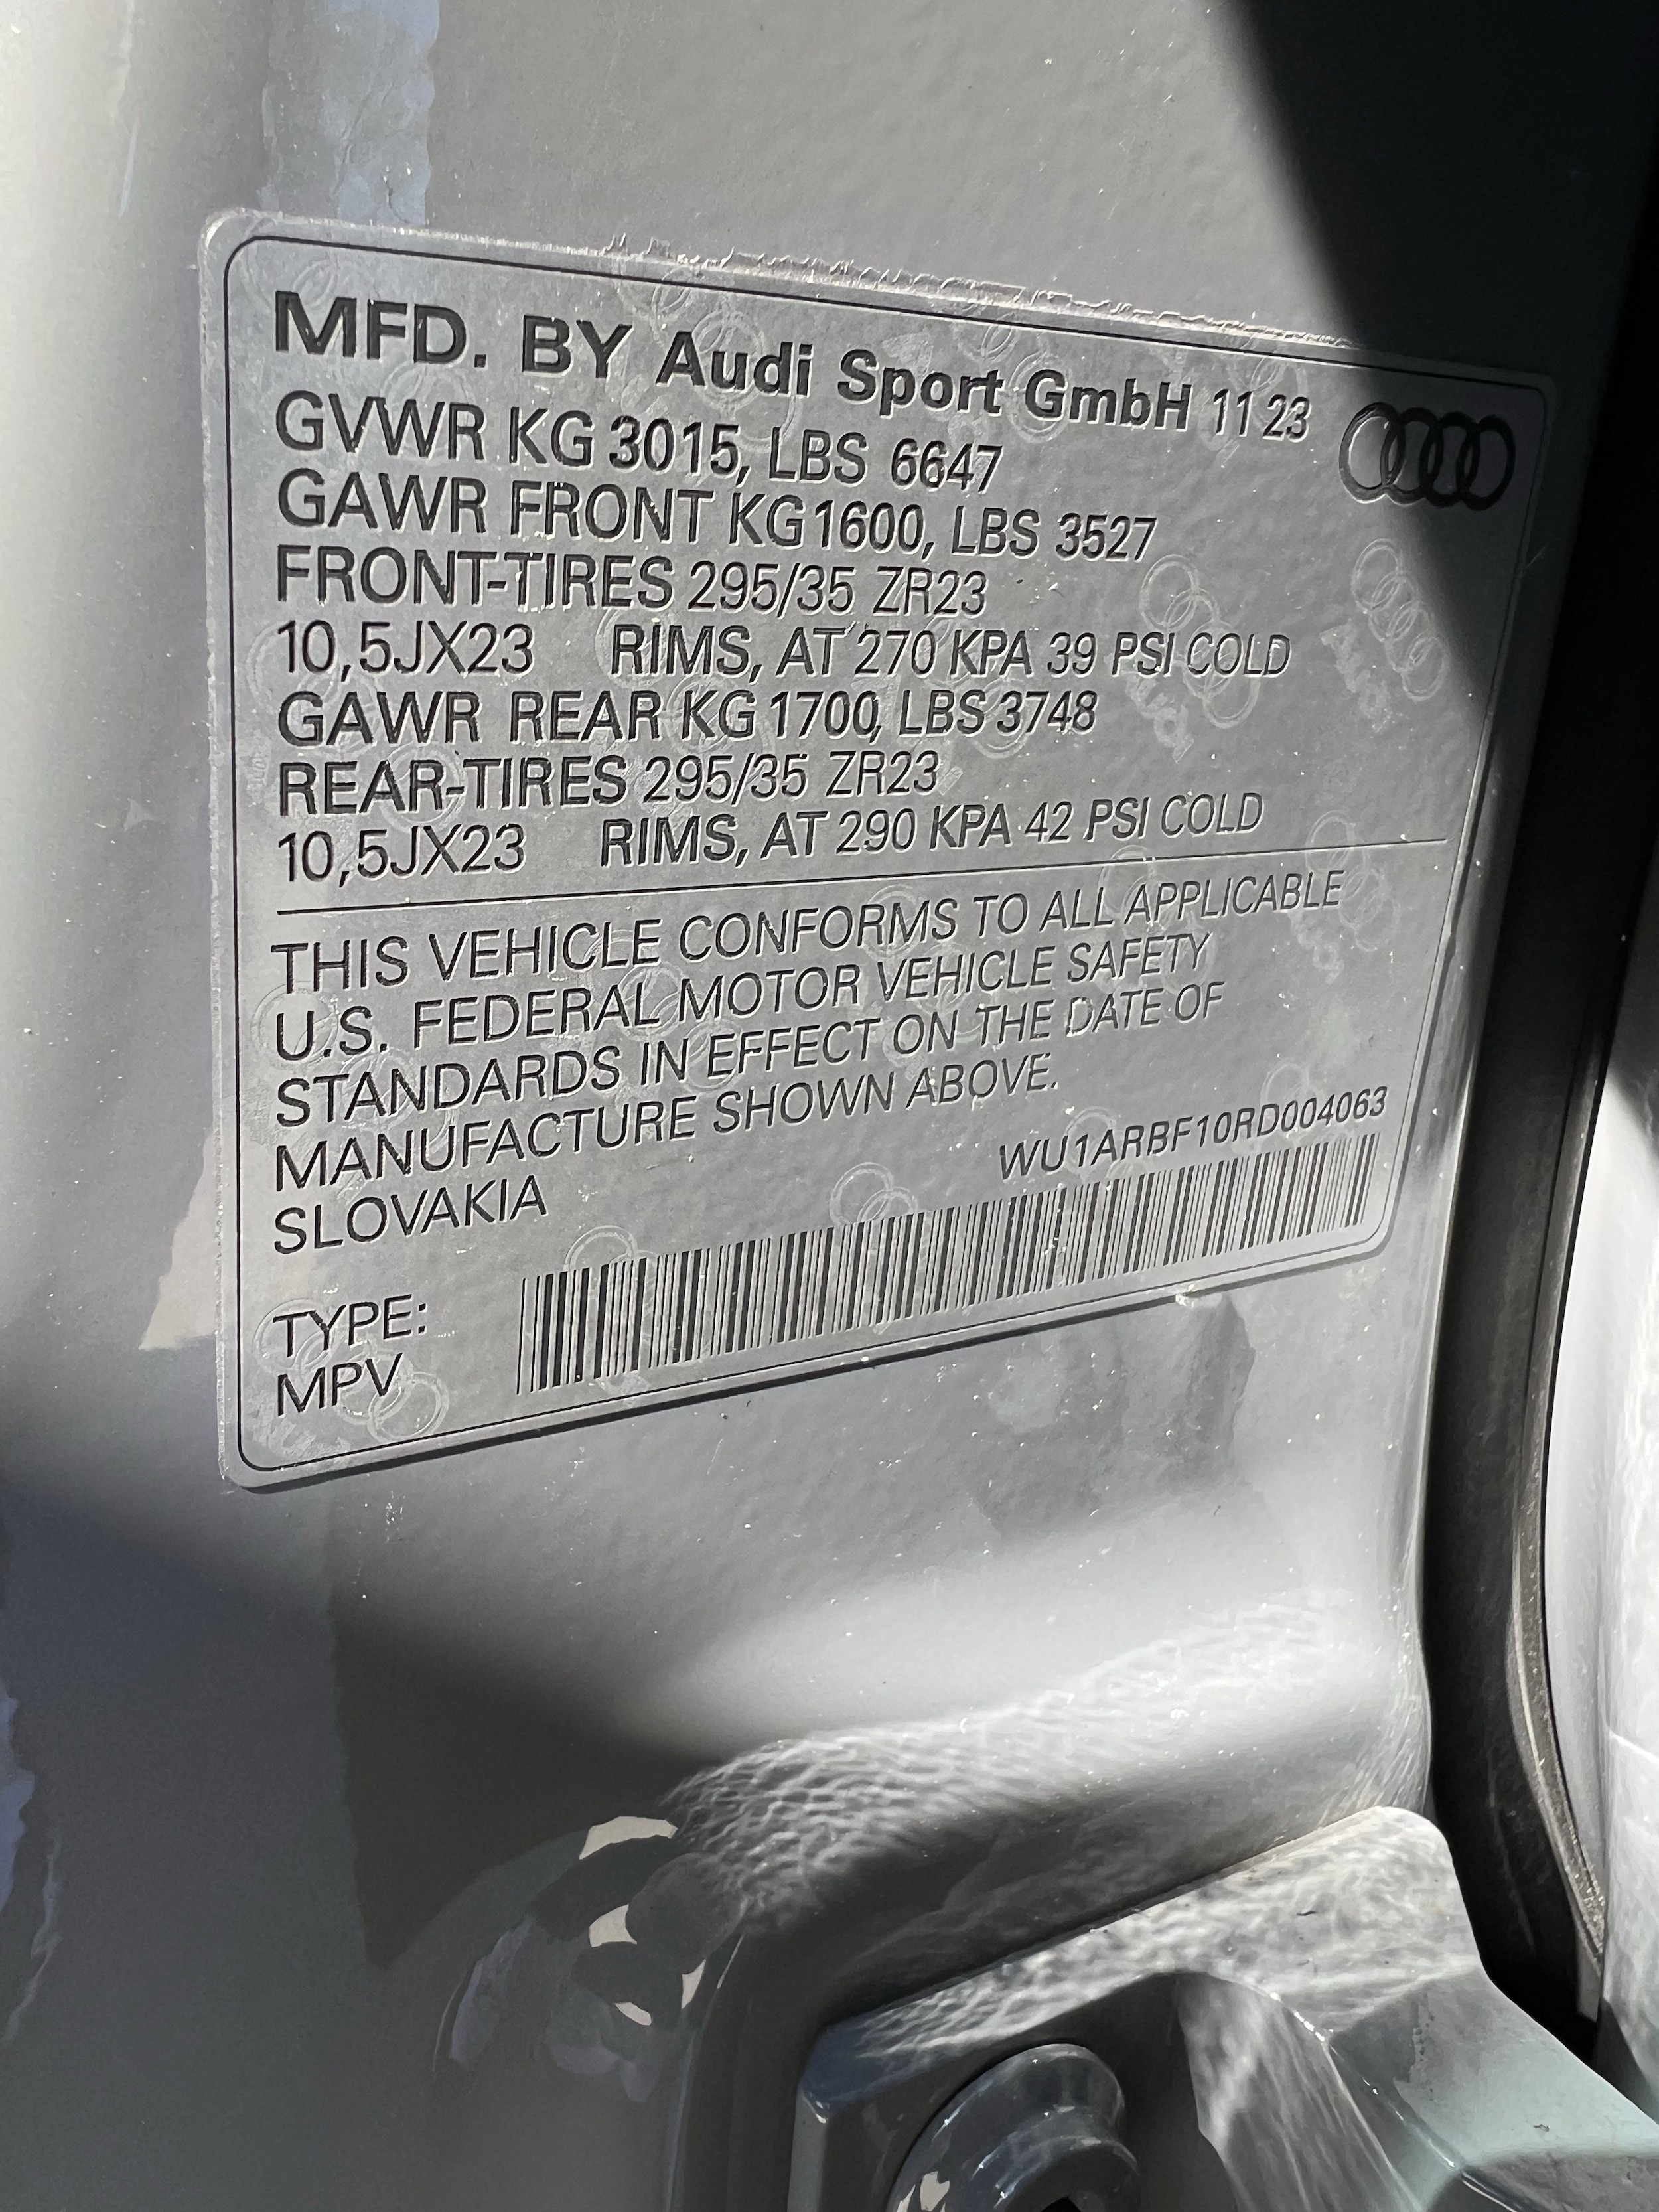 MFD. BY Audi Sport GmbH 11 23
GVWR KG 3015, LBS 6647
GAWR FRONT KG 1600, LBS 3527
FRONT-TIRES 295/35 ZR23
10,5JX23 RIMS, AT 270 KPA 39 PSI COLD
GAWR REAR KG 1700, LBS 3748
REAR-TIRES 295/35 ZR23
10,5JX23 RIMS, AT 290 KPA 42 PSI COLD
THIS VEHICLE CONFORMS TO ALL APPLICABLE
U.S. FEDERAL MOTOR VEHICLE SAFETY
STANDARDS IN EFFECT ON THE DATE OF
MANUFACTURE SHOWN ABOVE.
SLOVAKIA
WU1ARBF10RD004063
TYPE:
MPV